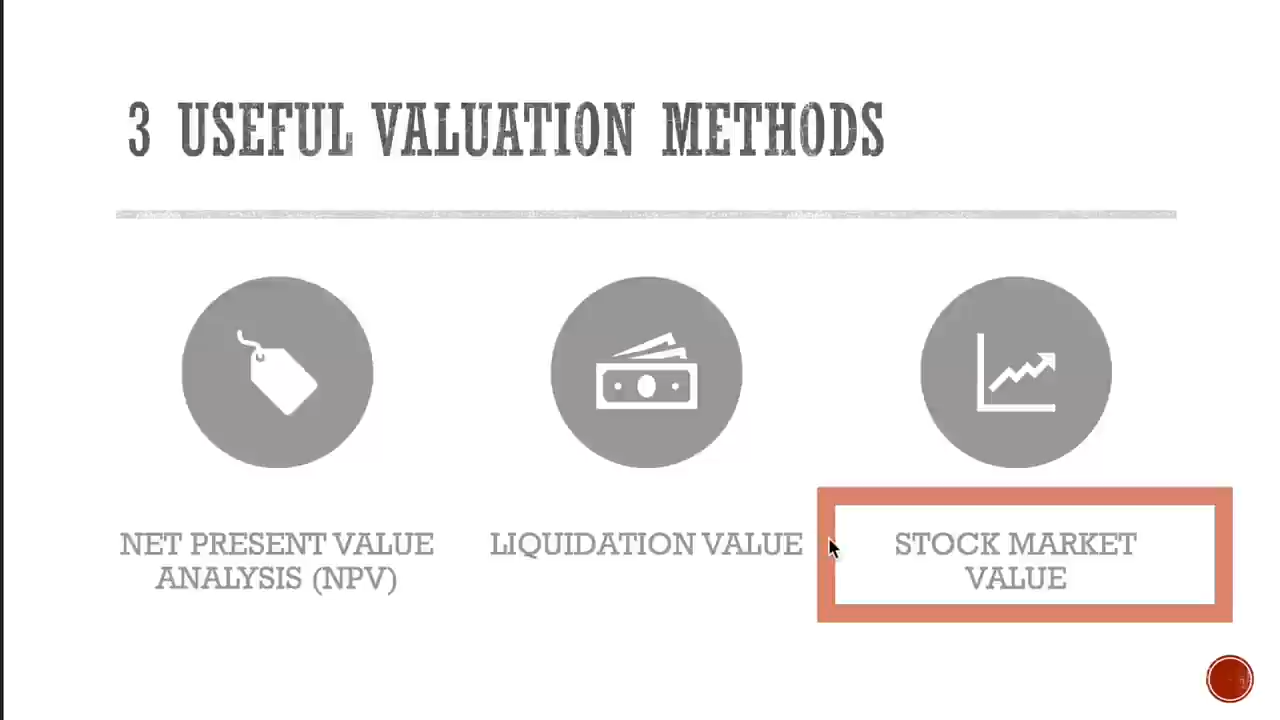 3 USEFUL VALUATION METHODS
NET PRESENT VALUE
ANALYSIS (NPV)
LIQUIDATION VALUE
STOCK MARKET
VALUE